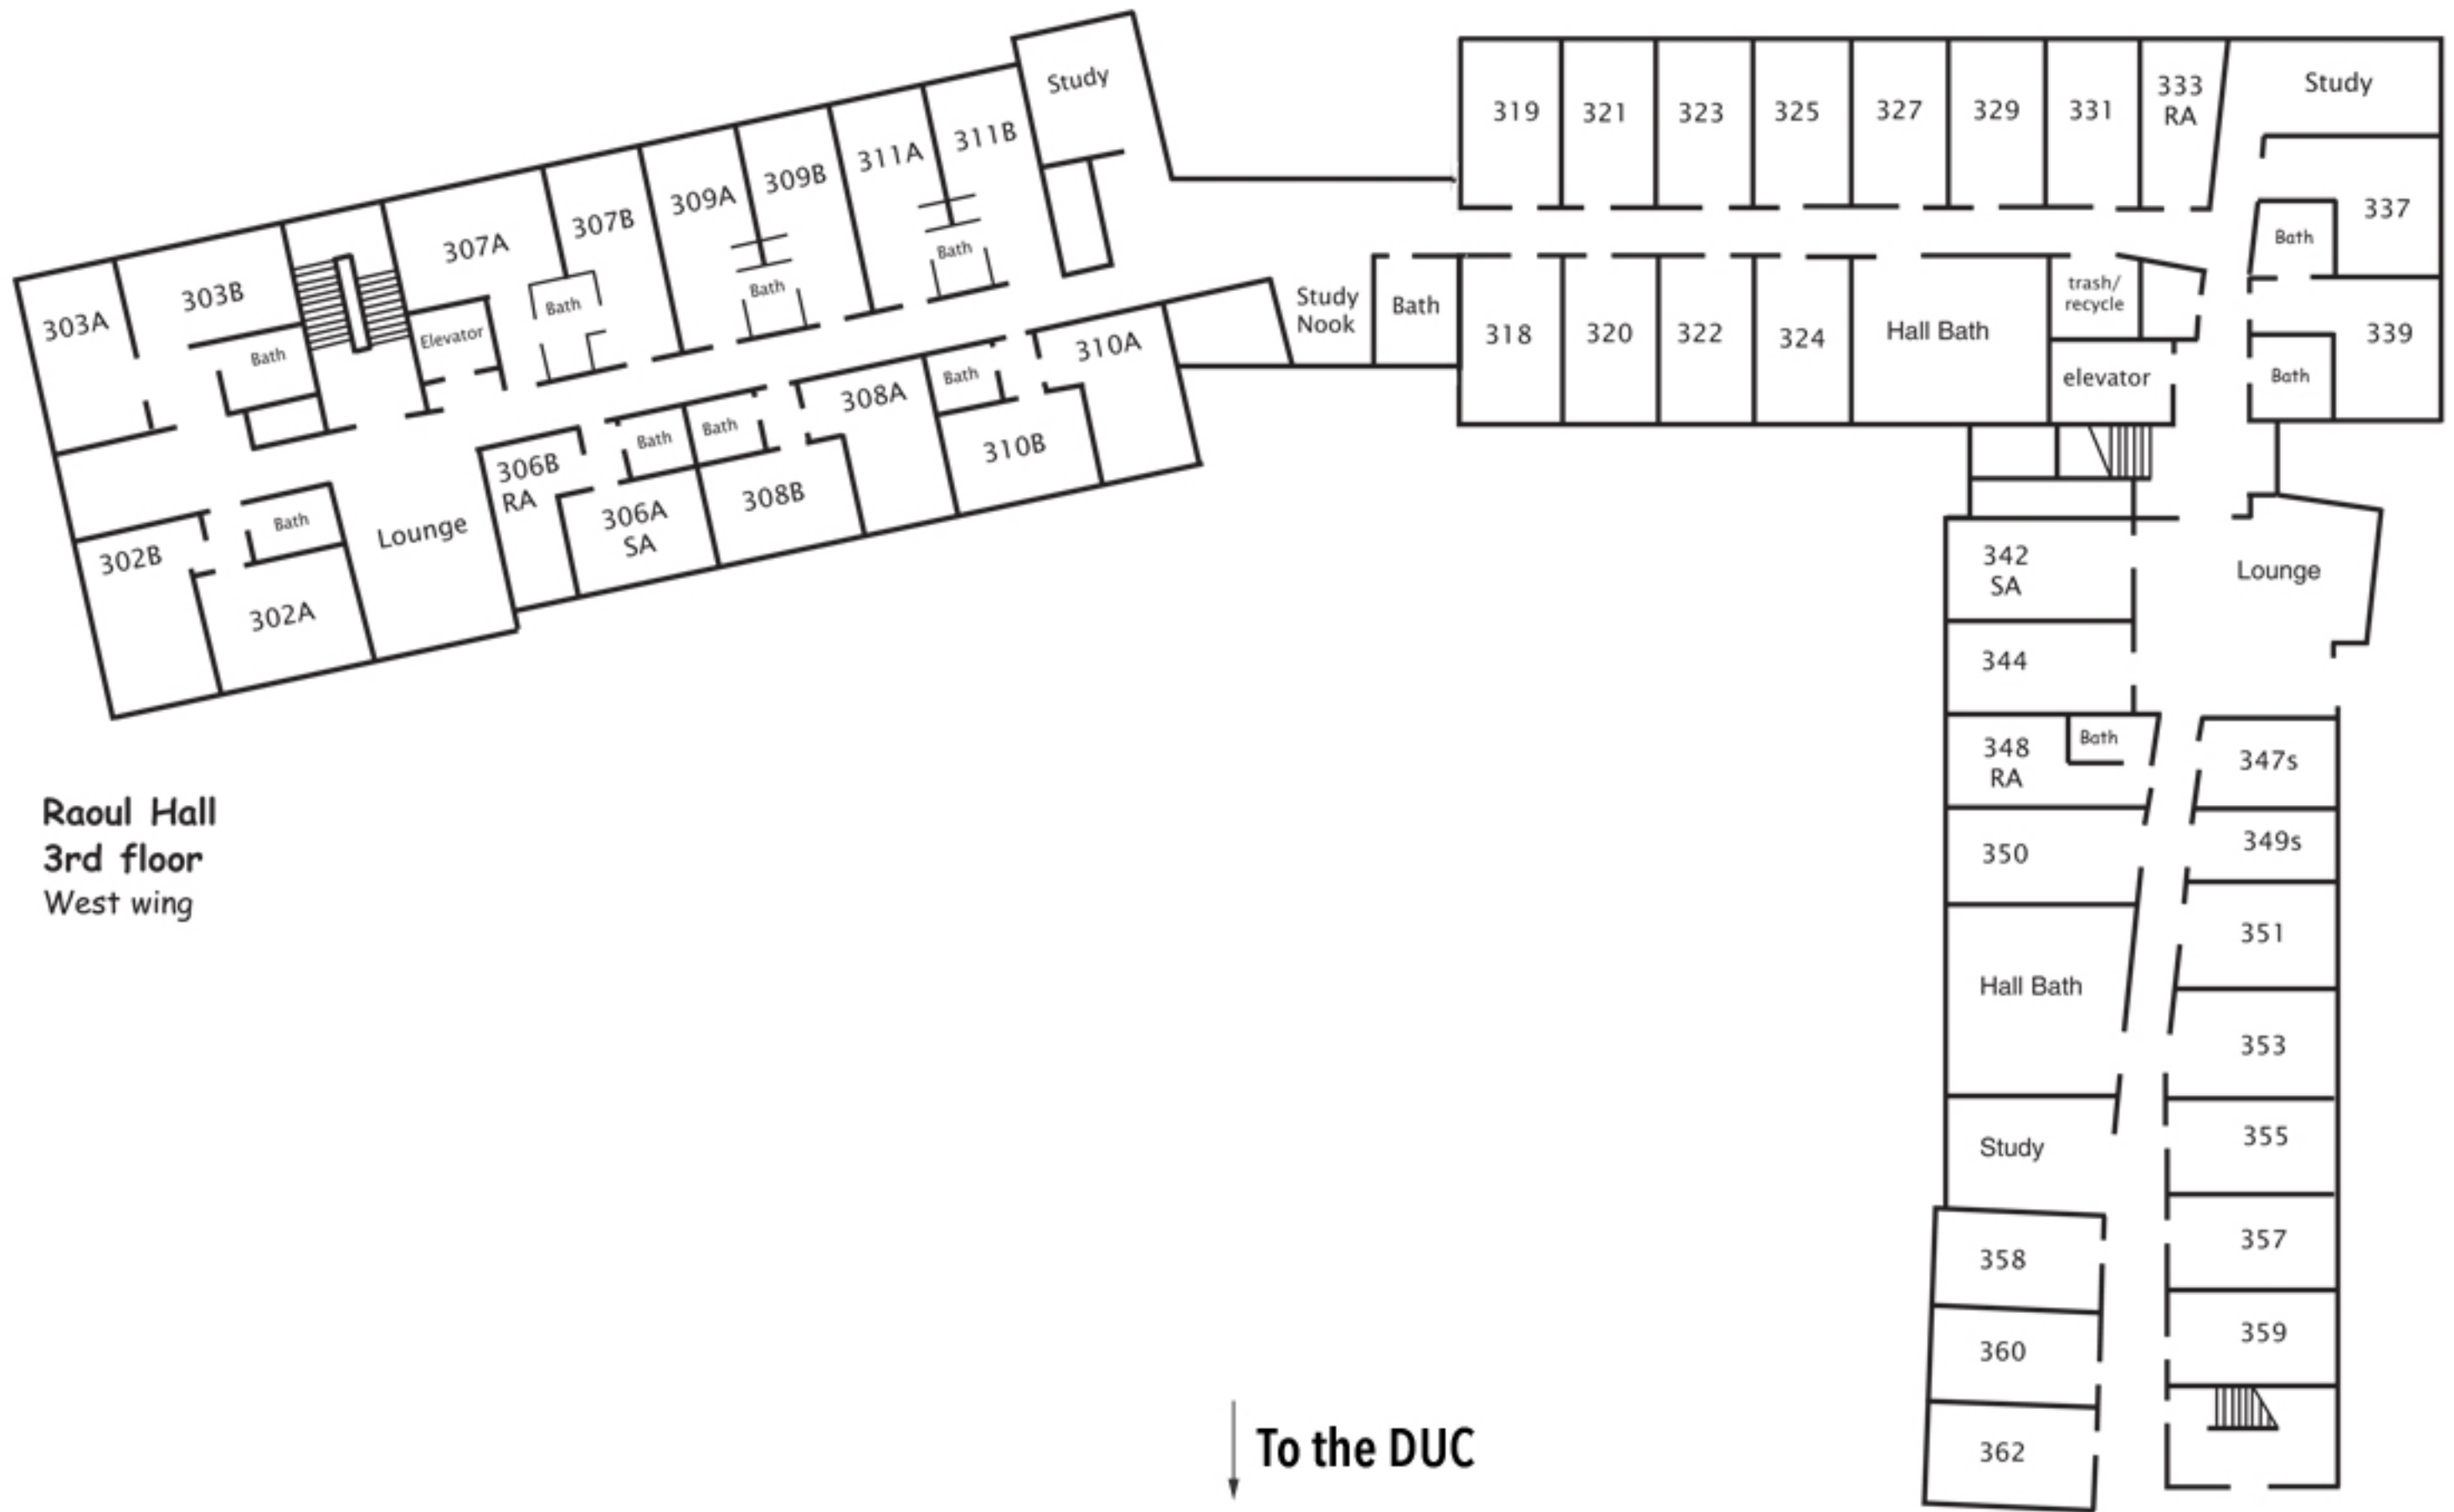 Study
311B
311A
309B
309A
307B
307A
303B
303A
Bath
Bath
Bath
Elevator
Bath
310A
Bath
308A
Bath
Bath
306B
RA
310B
308B
306A
SA
Lounge
Bath
302B
302A
Study
Nook
Bath
319
321
323
325
327
329
331
333
RA
Study
337
Bath
339
Bath
318
320
322
324
Hall Bath
trash/
recycle
elevator
342
SA
Lounge
344
348
RA
Bath
347s
350
349s
351
Hall Bath
353
Study
355
358
357
360
359
362
Raoul Hall
3rd floor
West wing
To the DUC